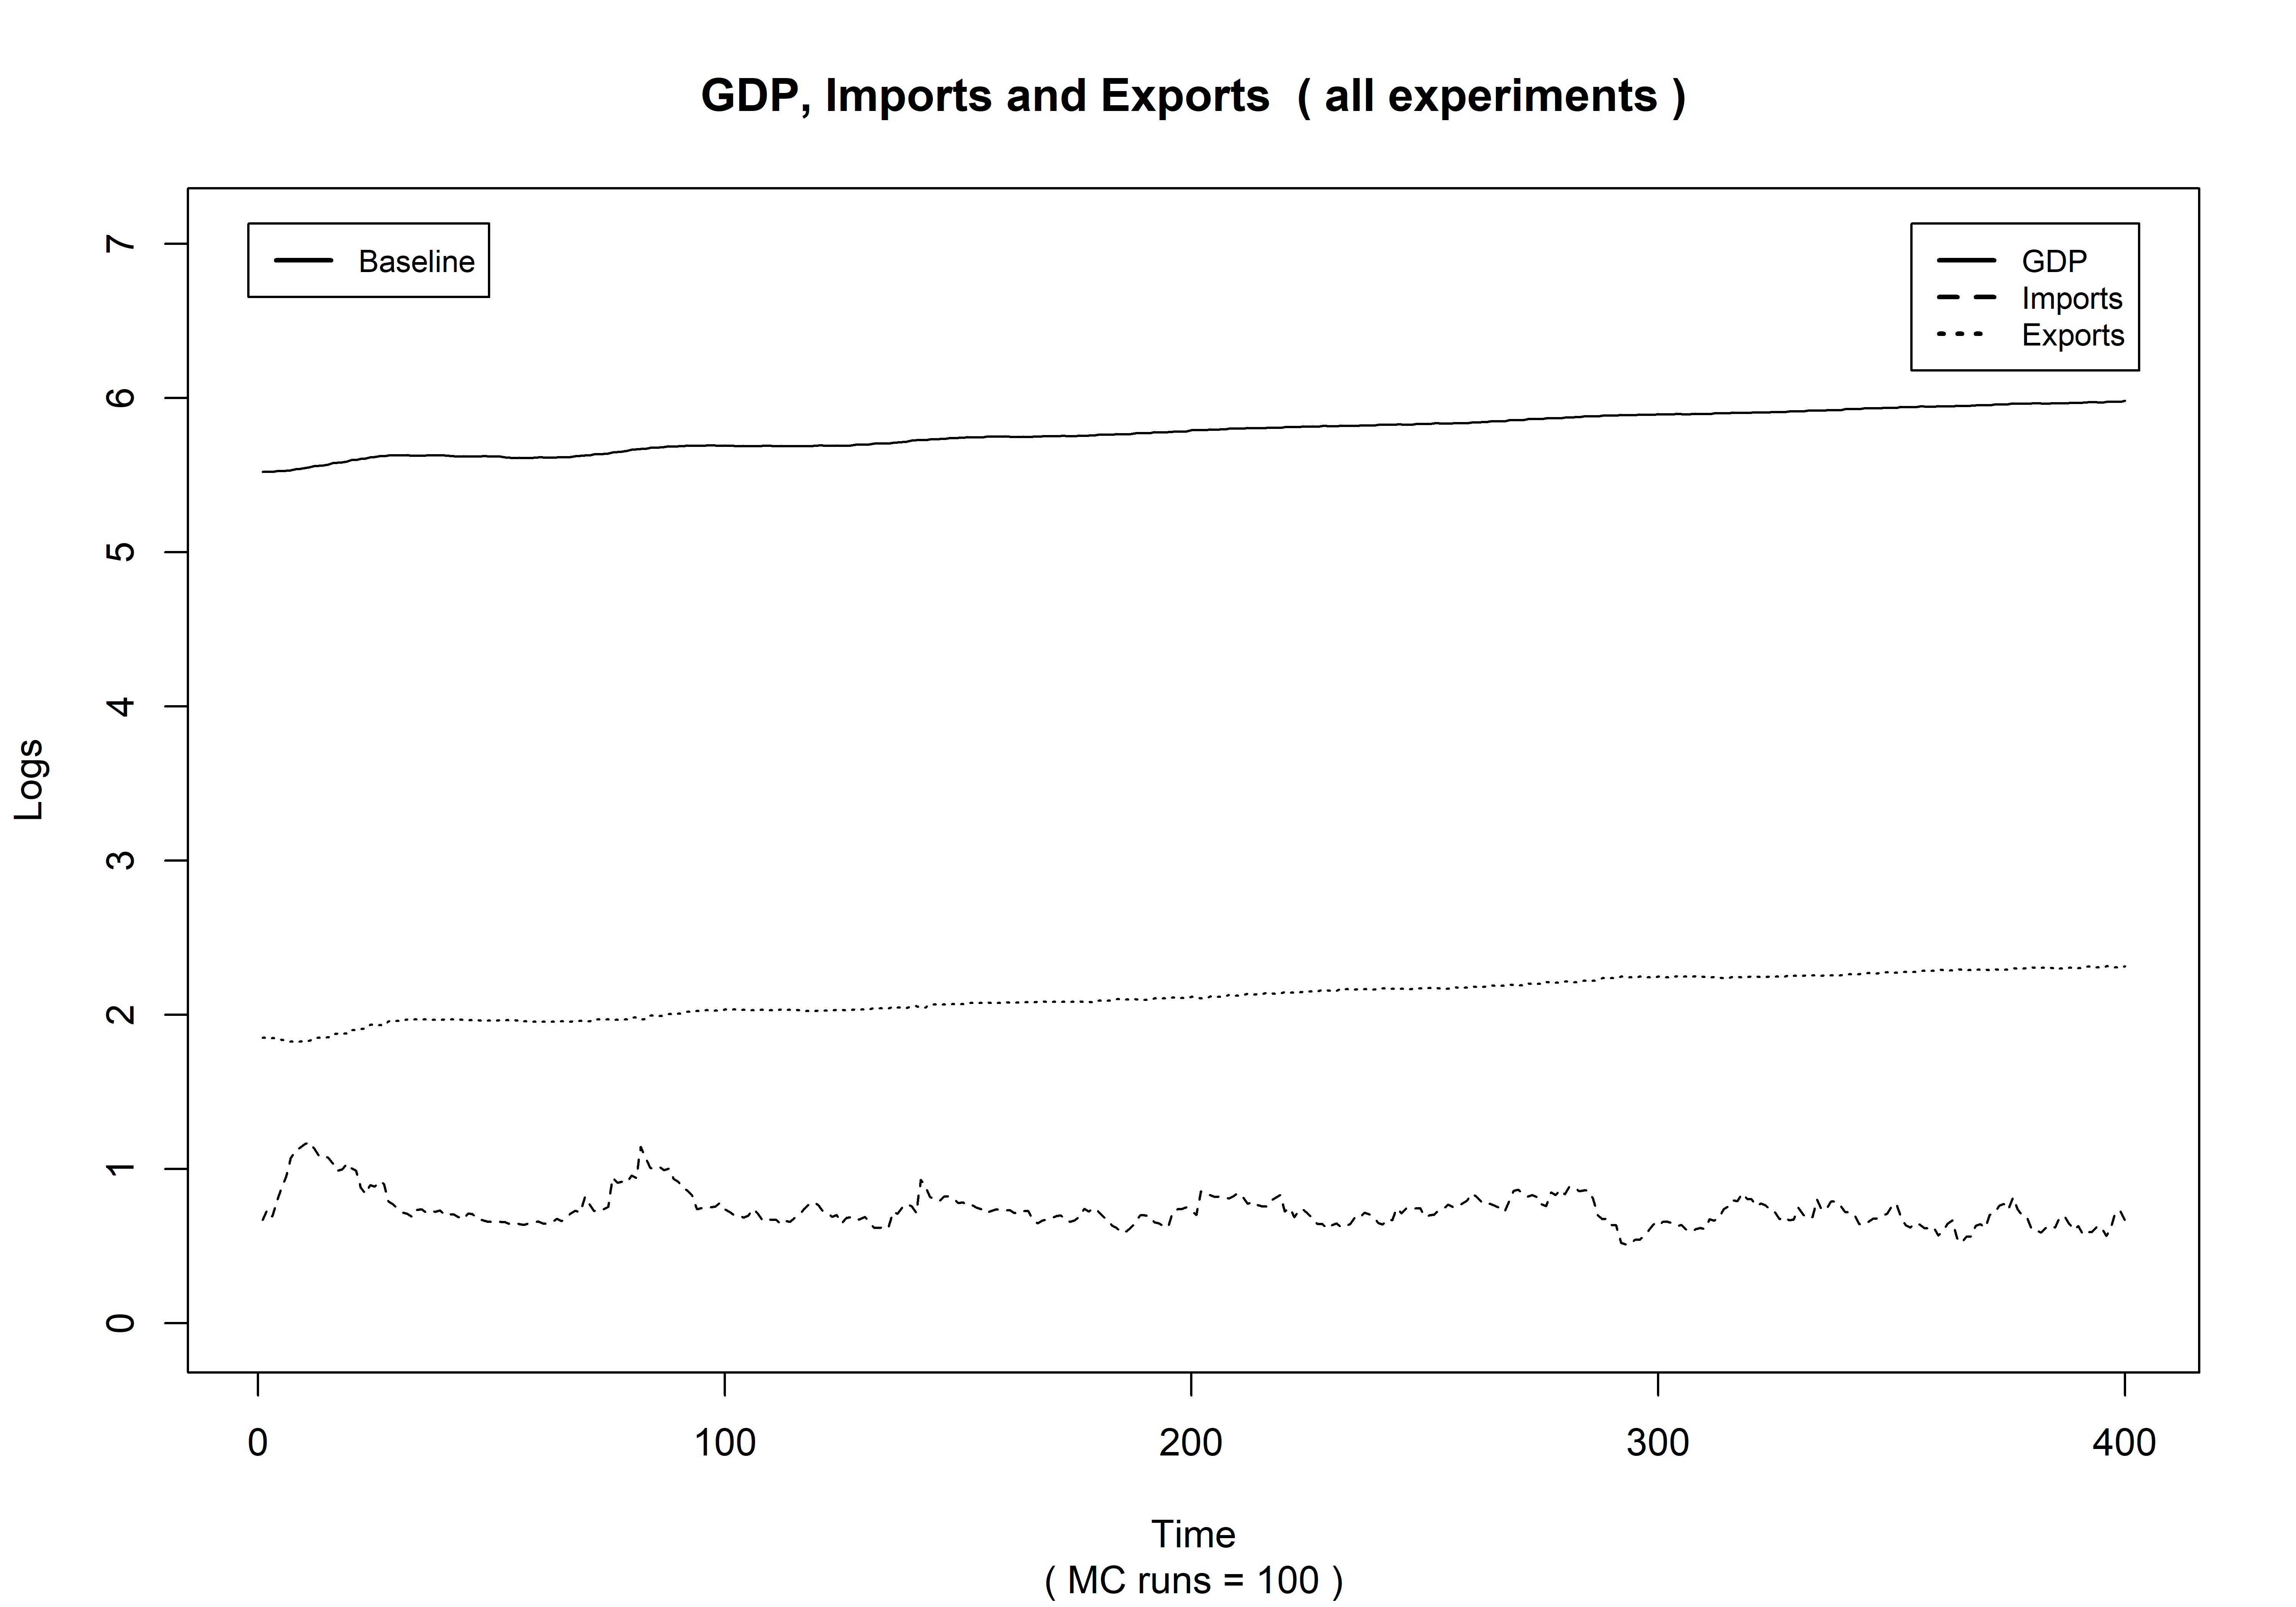 GDP, Imports and Exports ( all experiments )
Baseline
GDP
Imports
Exports
7
6
5
4
3
2
1
0
Logs
0 100 200 300 400
Time
( MC runs = 100 )